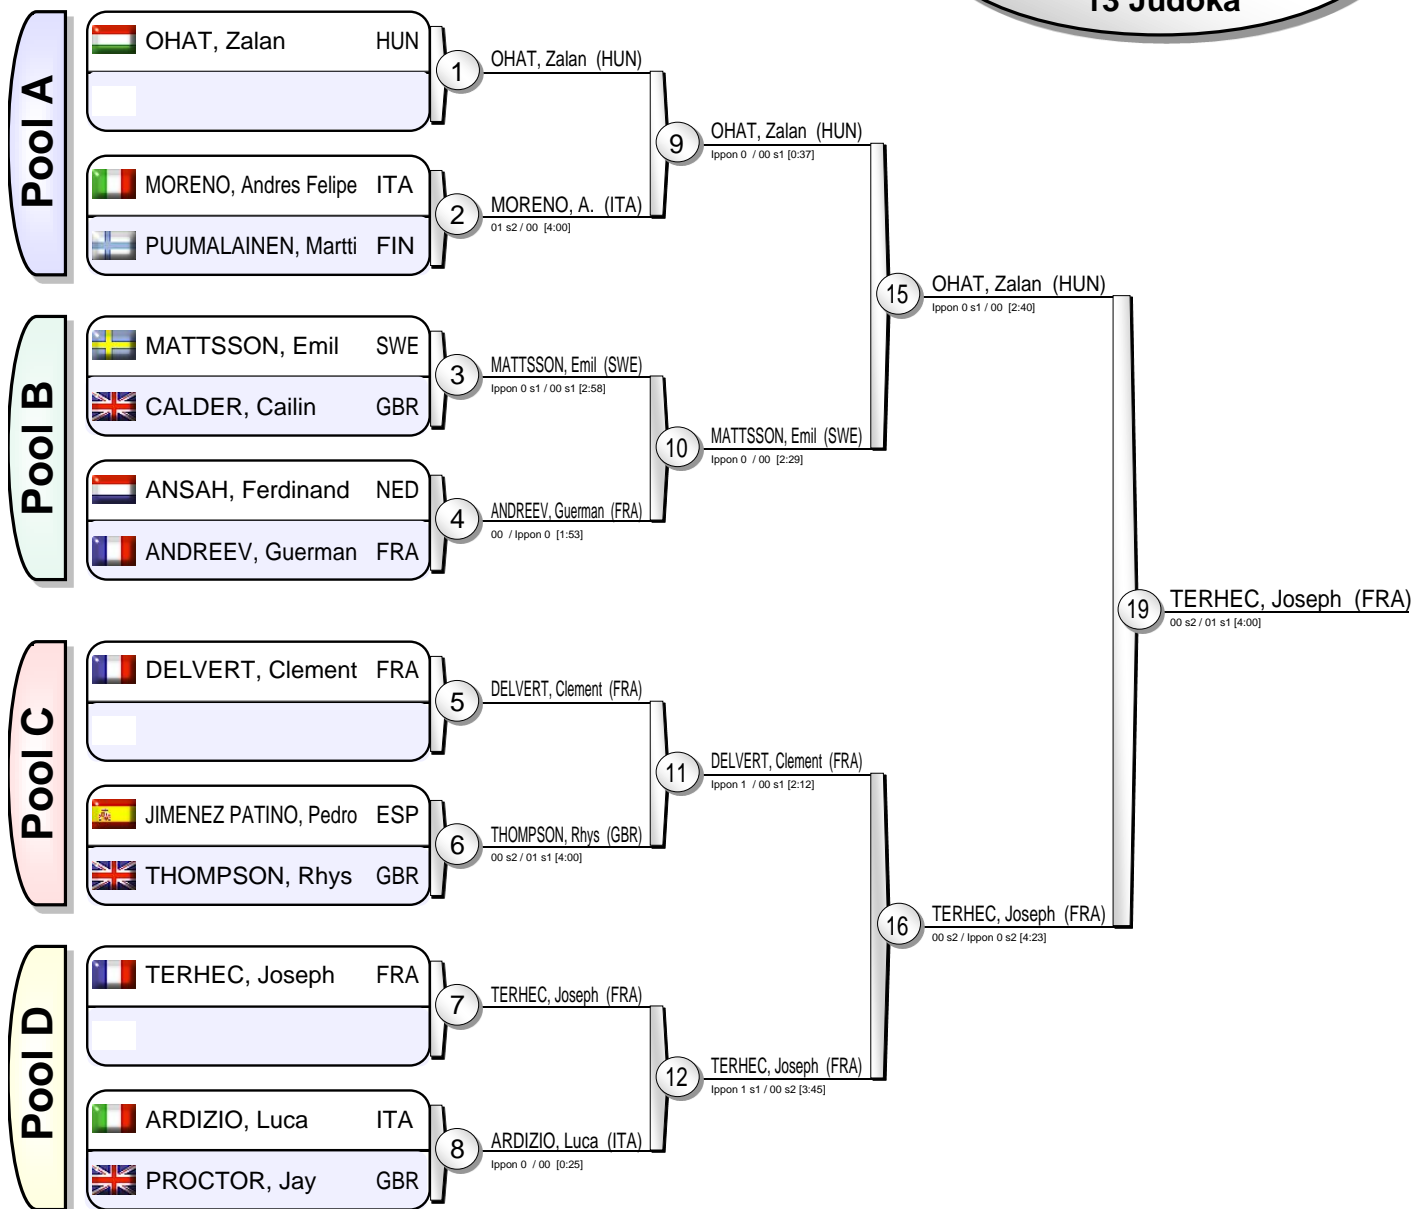 13 Judoka
Pool A
OHAT, Zalan HUN
1
OHAT, Zalan (HUN)
MORENO, Andres Felipe ITA
PUUMALAINEN, Martti FIN
2
MORENO, A. (ITA)
01 s2 / 00 [4:00]
9
OHAT, Zalan (HUN)
Ippon 0 / 00 s1 [0:37]
Pool B
MATTSSON, Emil SWE
CALDER, Cailin GBR
3
MATTSSON, Emil (SWE)
Ippon 0 s1 / 00 s1 [2:58]
ANSAH, Ferdinand NED
ANDREEV, Guerman FRA
4
ANDREEV, Guerman (FRA)
00 / Ippon 0 [1:53]
10
MATTSSON, Emil (SWE)
Ippon 0 / 00 [2:29]
15
OHAT, Zalan (HUN)
Ippon 0 s1 / 00 [2:40]
Pool C
DELVERT, Clement FRA
5
DELVERT, Clement (FRA)
JIMENEZ PATINO, Pedro ESP
THOMPSON, Rhys GBR
6
THOMPSON, Rhys (GBR)
00 s2 / 01 s1 [4:00]
11
DELVERT, Clement (FRA)
Ippon 1 / 00 s1 [2:12]
Pool D
TERHEC, Joseph FRA
7
TERHEC, Joseph (FRA)
ARDIZIO, Luca ITA
PROCTOR, Jay GBR
8
ARDIZIO, Luca (ITA)
Ippon 0 / 00 [0:25]
12
TERHEC, Joseph (FRA)
Ippon 1 s1 / 00 s2 [3:45]
16
TERHEC, Joseph (FRA)
00 s2 / Ippon 0 s2 [4:23]
19
TERHEC, Joseph (FRA)
00 s2 / 01 s1 [4:00]